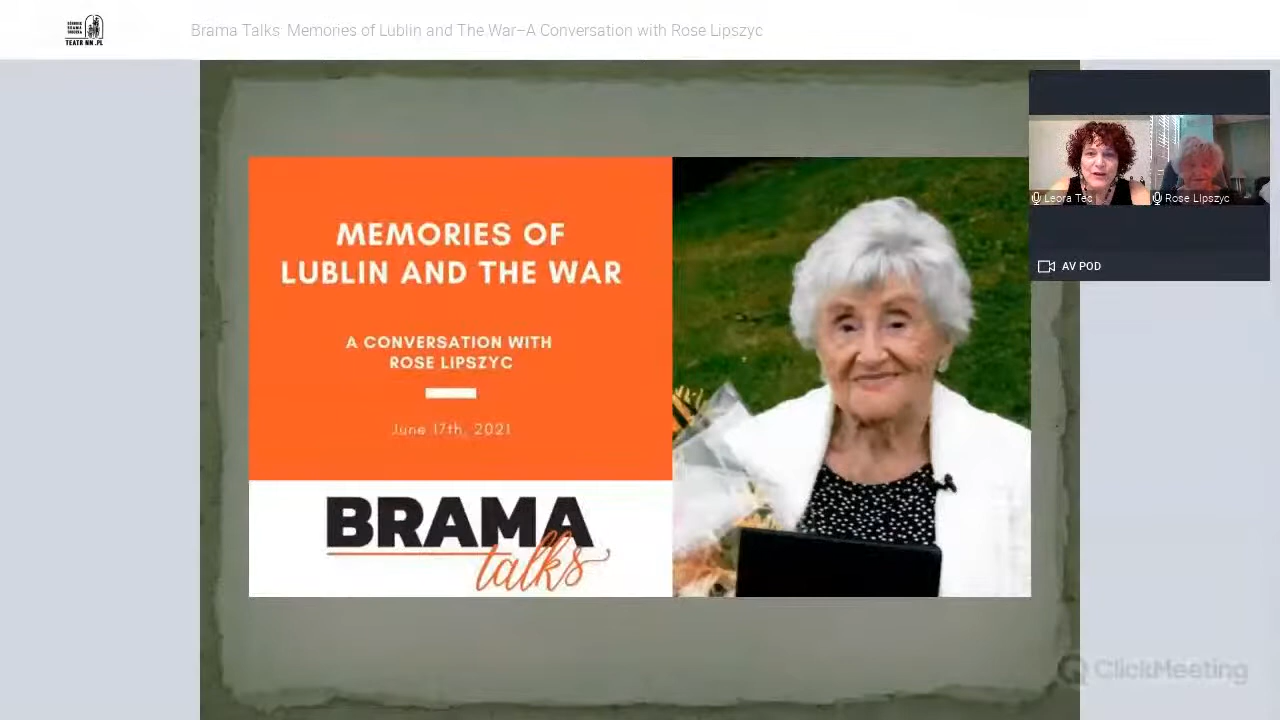 Brama Talks Memories of Lublin and The War–A Conversation with Rose Lipszyc
TEATR NN .PL
MEMORIES OF
LUBLIN AND THE WAR
A CONVERSATION WITH
ROSE LIPSZYC
June 17th, 2021
BRAMA
talks
Leora Tec
Rose LIpszyc
AV POD
ClickMeeting